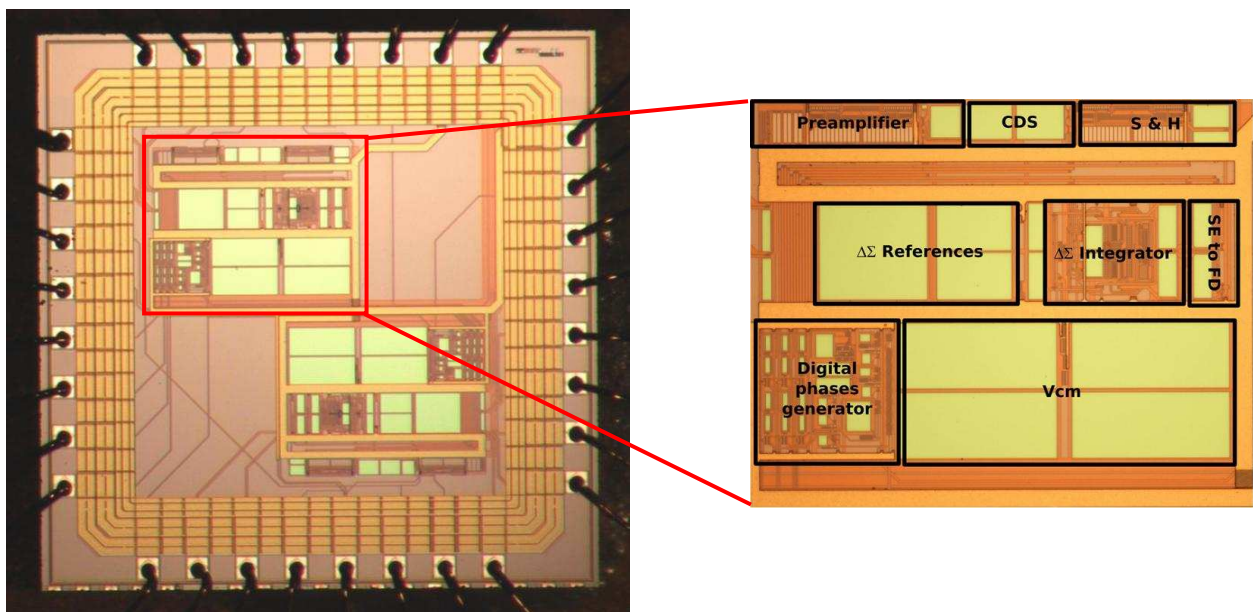 Preamplifier
CDS
S & H
ΔΣ References
ΔΣ Integrator
SE to FD
Digital
phases
generator
Vcm